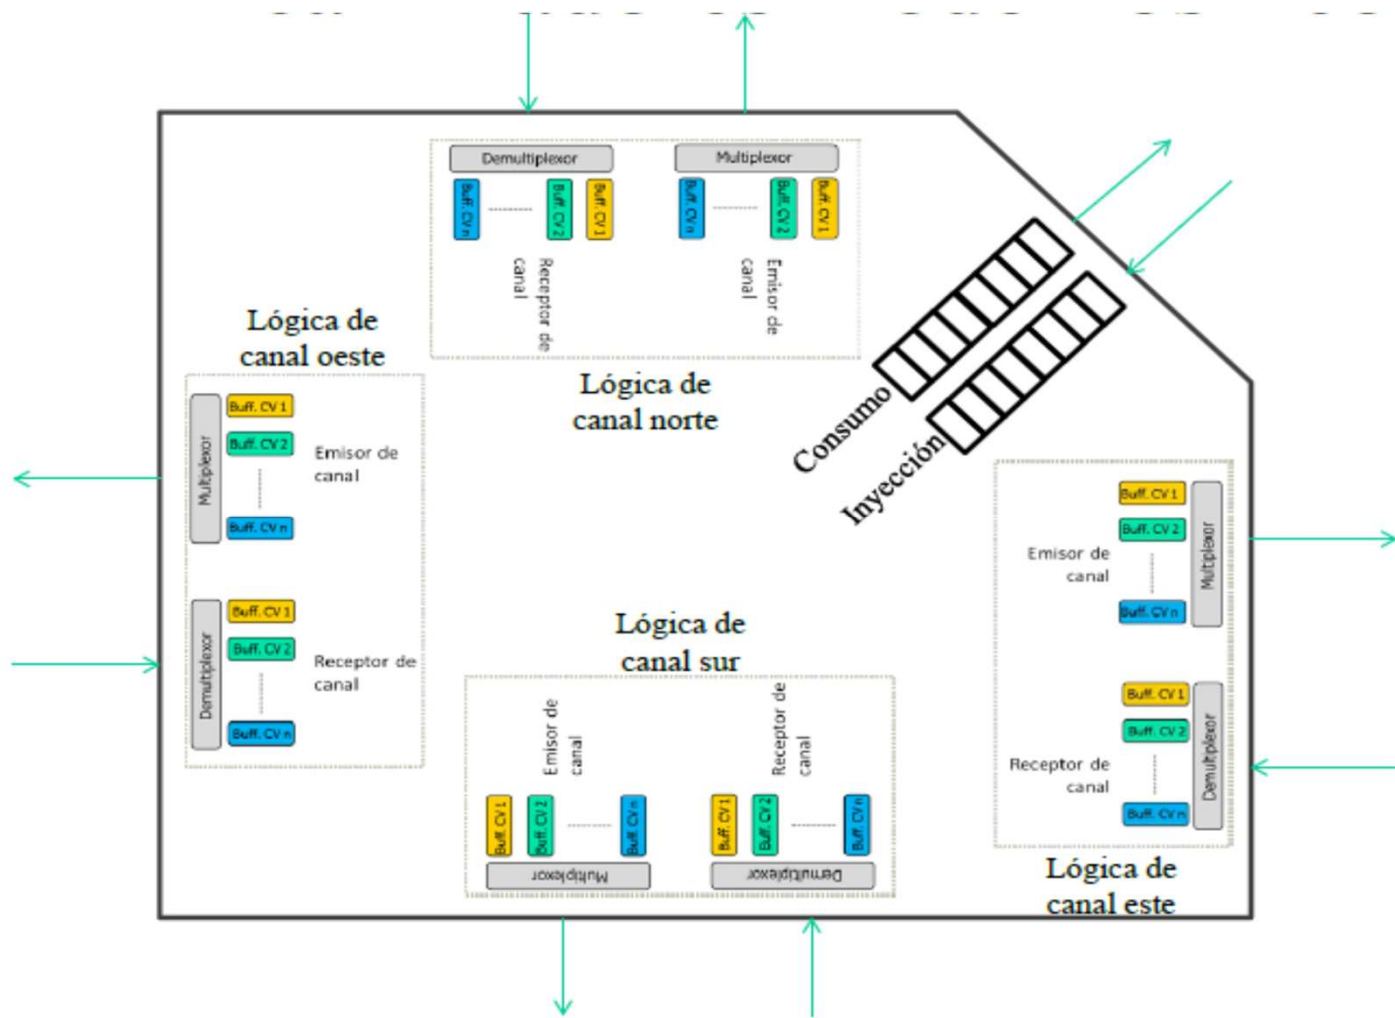 Demultiplexor
Buff. CV n
Buff. CV 2
Buff. CV 1
Receptor de
canal
Multiplexor
Buff. CV n
Buff. CV 2
Buff. CV 1
Emisor de
canal
Lógica de
canal norte
Consumo
Inyección
Lógica de
canal oeste
Multiplexor
Buff. CV 1
Buff. CV 2
Buff. CV n
Emisor de
canal
Demultiplexor
Buff. CV 1
Buff. CV 2
Buff. CV n
Receptor de
canal
Lógica de
canal sur
Emisor de
canal
Buff. CV 1
Buff. CV 2
Buff. CV n
Multiplexor
Receptor de
canal
Buff. CV 1
Buff. CV 2
Buff. CV n
Demultiplexor
Emisor de
canal
Buff. CV 1
Buff. CV 2
Buff. CV n
Multiplexor
Receptor de
canal
Buff. CV 1
Buff. CV 2
Buff. CV n
Demultiplexor
Lógica de
canal este